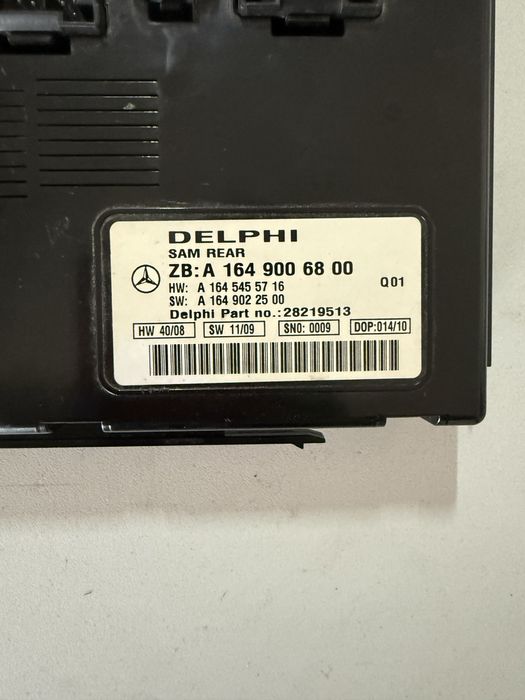 DELPHI
SAM REAR
ZB: A 164 900 68 00
HW: A 164 545 57 16 Q01
SW: A 164 902 25 00
Delphi Part no.:28219513
HW 40/08 SW 11/09 SNO: 0009 DOP:014/10